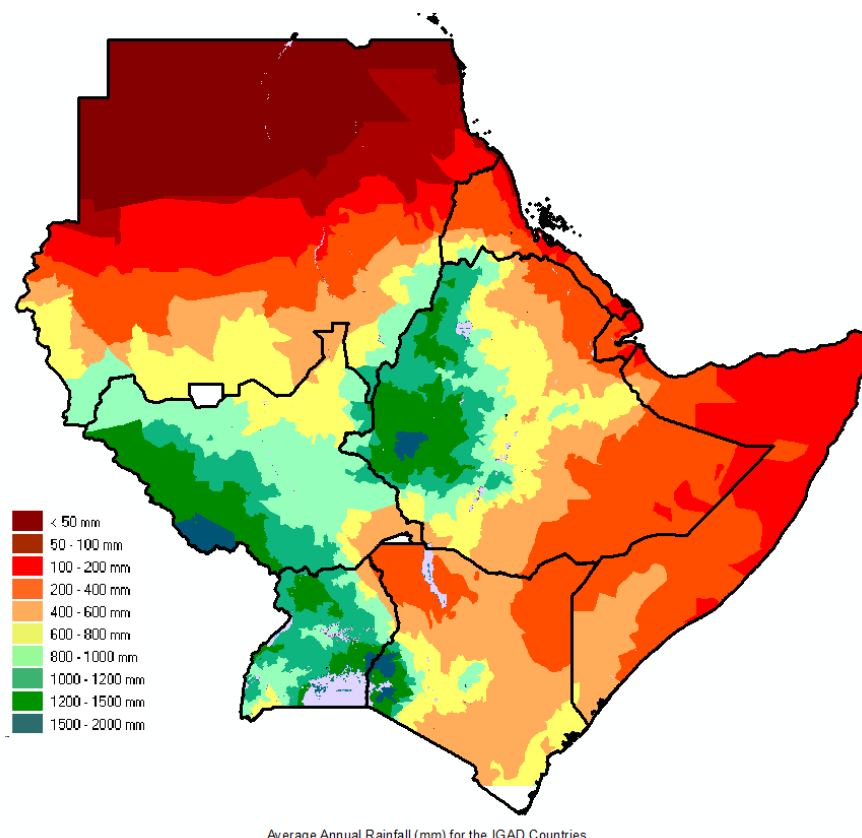 < 50 mm
50 - 100 mm
100 - 200 mm
200 - 400 mm
400 - 600 mm
600 - 800 mm
800 - 1000 mm
1000 - 1200 mm
1200 - 1500 mm
1500 - 2000 mm
Average Annual Rainfall (mm) for the IGAD Countries